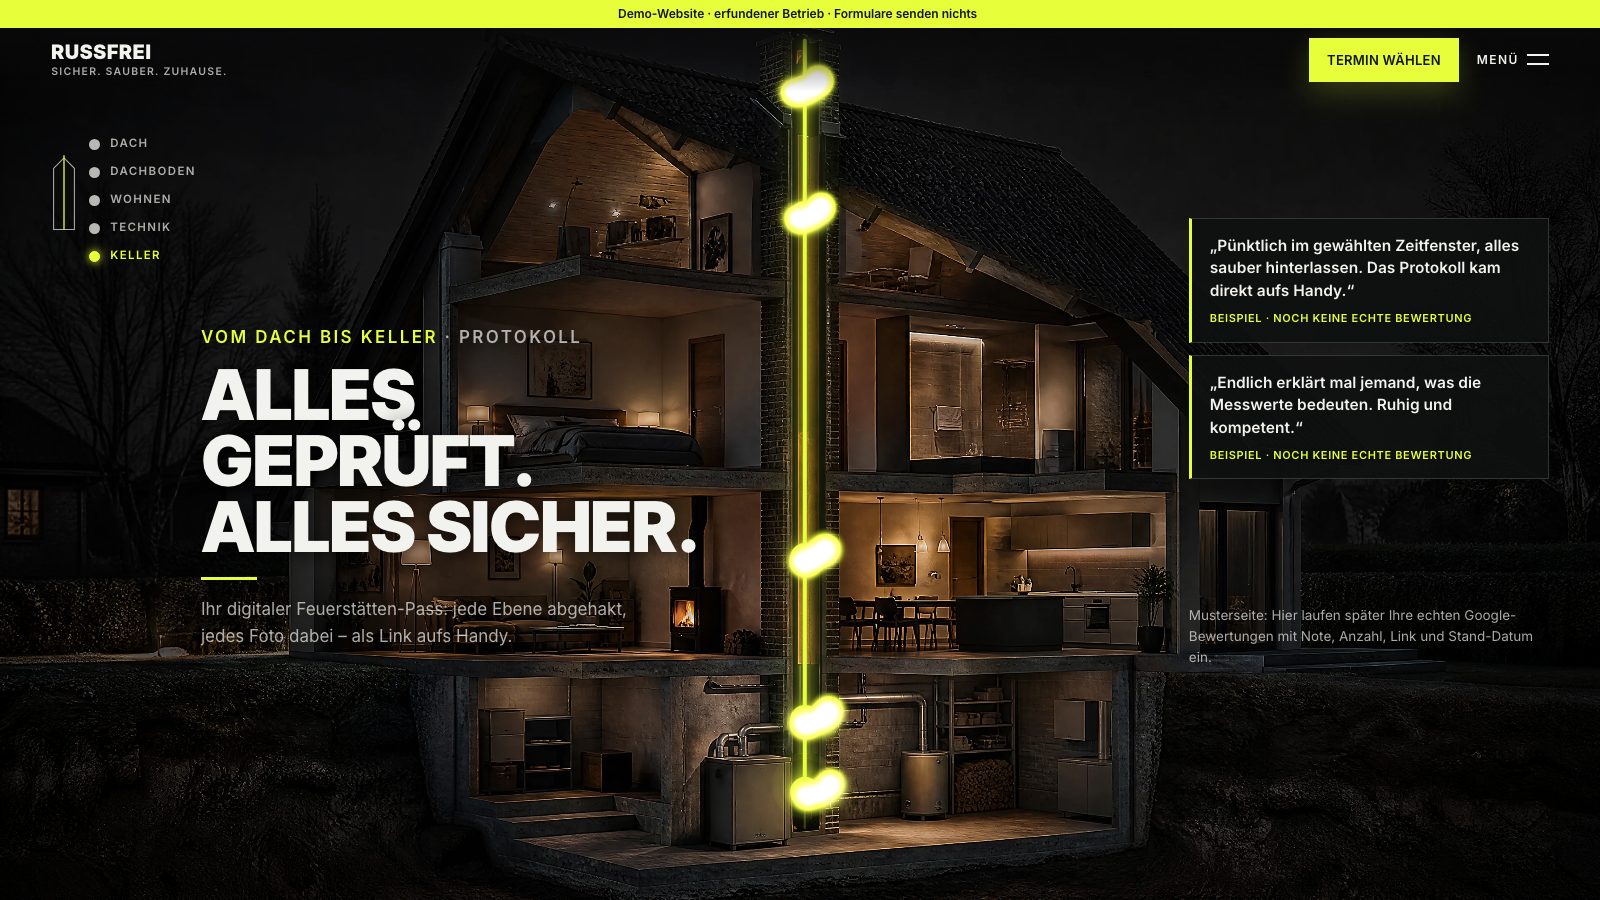 Demo-Website · erfundener Betrieb · Formulare senden nichts
RUSSFREI
SICHER. SAUBER. ZUHAUSE.
TERMIN WÄHLEN
MENÜ
DACH
DACHBODEN
WOHNEN
TECHNIK
KELLER
VOM DACH BIS KELLER · PROTOKOLL
ALLES
GEPRÜFT.
ALLES SICHER.
Ihr digitaler Feuerstätten-Pass: jede Ebene abgehakt,
jedes Foto dabei – als Link aufs Handy.
„Pünktlich im gewählten Zeitfenster, alles
sauber hinterlassen. Das Protokoll kam
direkt aufs Handy.“
BEISPIEL · NOCH KEINE ECHTE BEWERTUNG
„Endlich erklärt mal jemand, was die
Messwerte bedeuten. Ruhig und
kompetent.“
BEISPIEL · NOCH KEINE ECHTE BEWERTUNG
Musterseite: Hier laufen später Ihre echten Google-
Bewertungen mit Note, Anzahl, Link und Stand-Datum
ein.